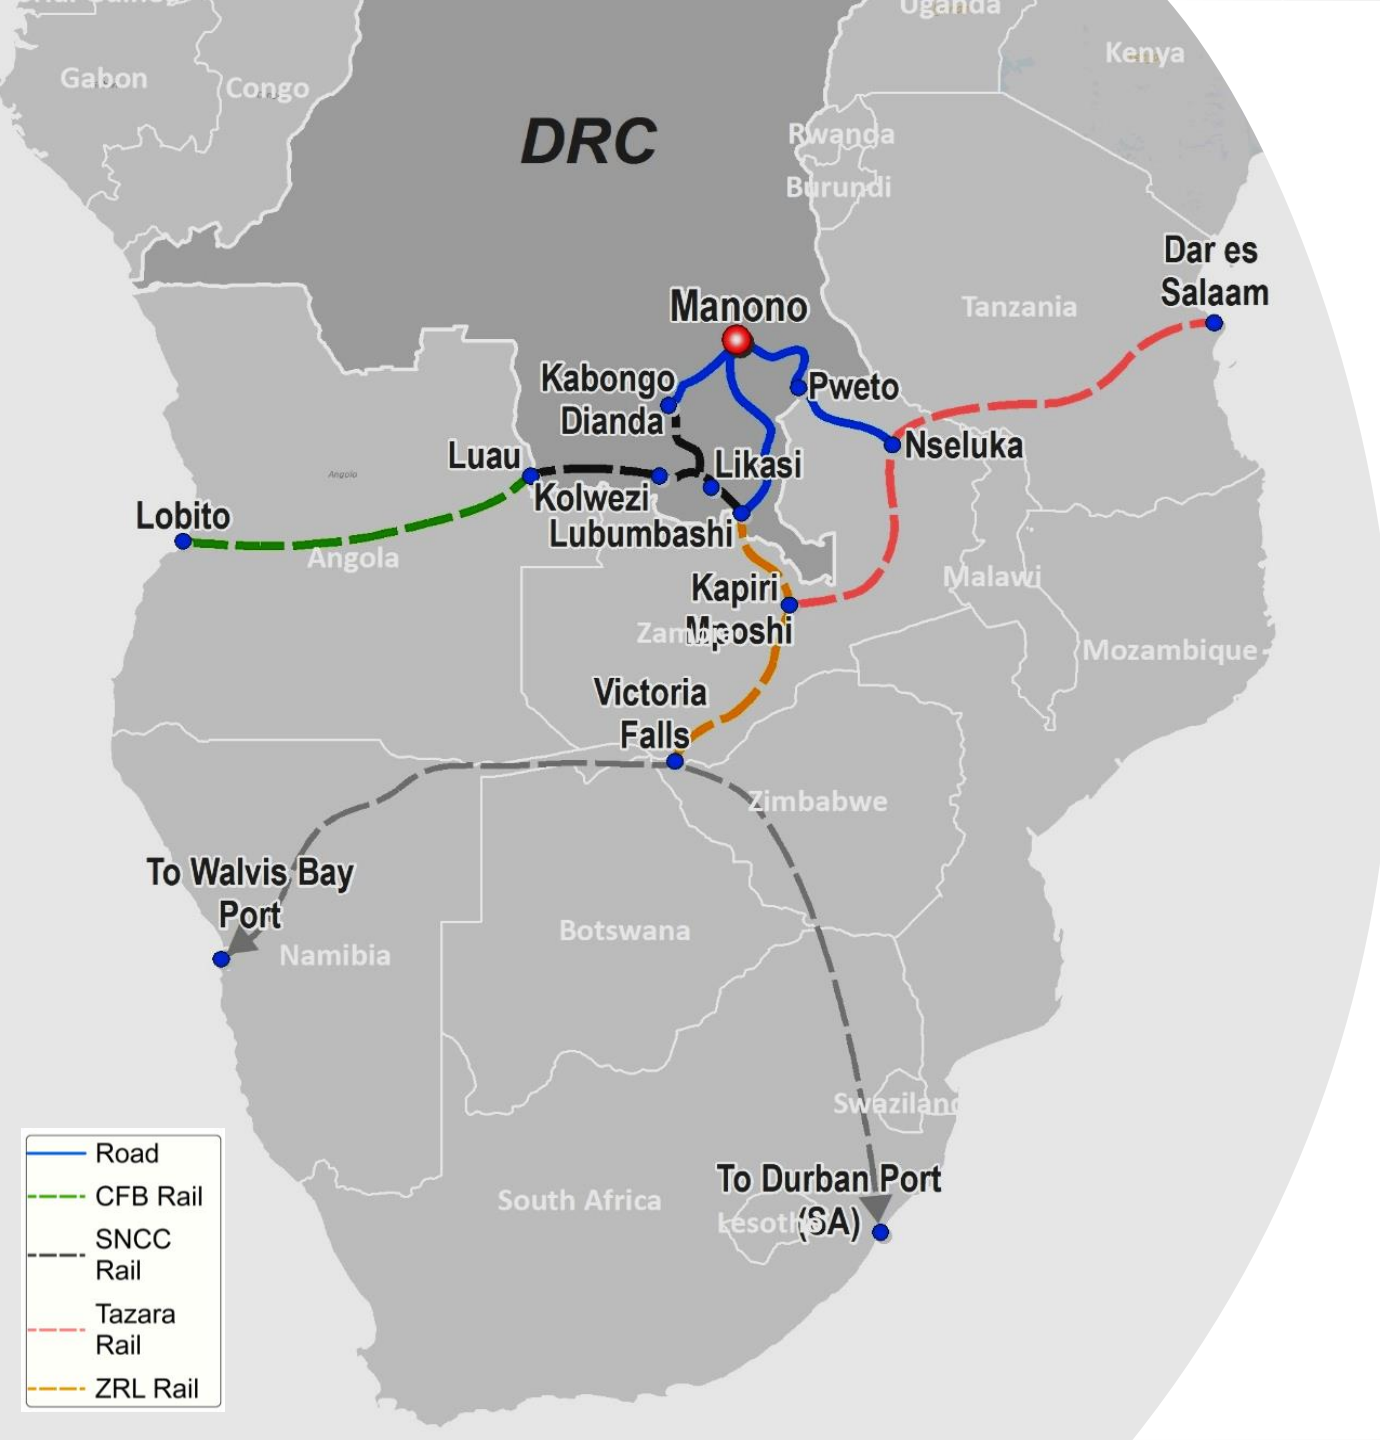 Uganda
Kenya
Gabon
Congo
DRC
Rwanda
Burundi
Dar es
Salaam
Tanzania
Manono
Kabongo
Dianda
Pweto
Luau
Likasi
Nseluka
Angola
Kolwezi
Lobito
Lubumbashi
Angola
Malawi
Kapiri
Mposhi
Mozambique
Victoria
Falls
Zimbabwe
To Walvis Bay
Port
Namibia
Botswana
Swaziland
To Durban Port
(SA)
South Africa
Lesotho
Road
CFB Rail
SNCC
Rail
Tazara
Rail
ZRL Rail